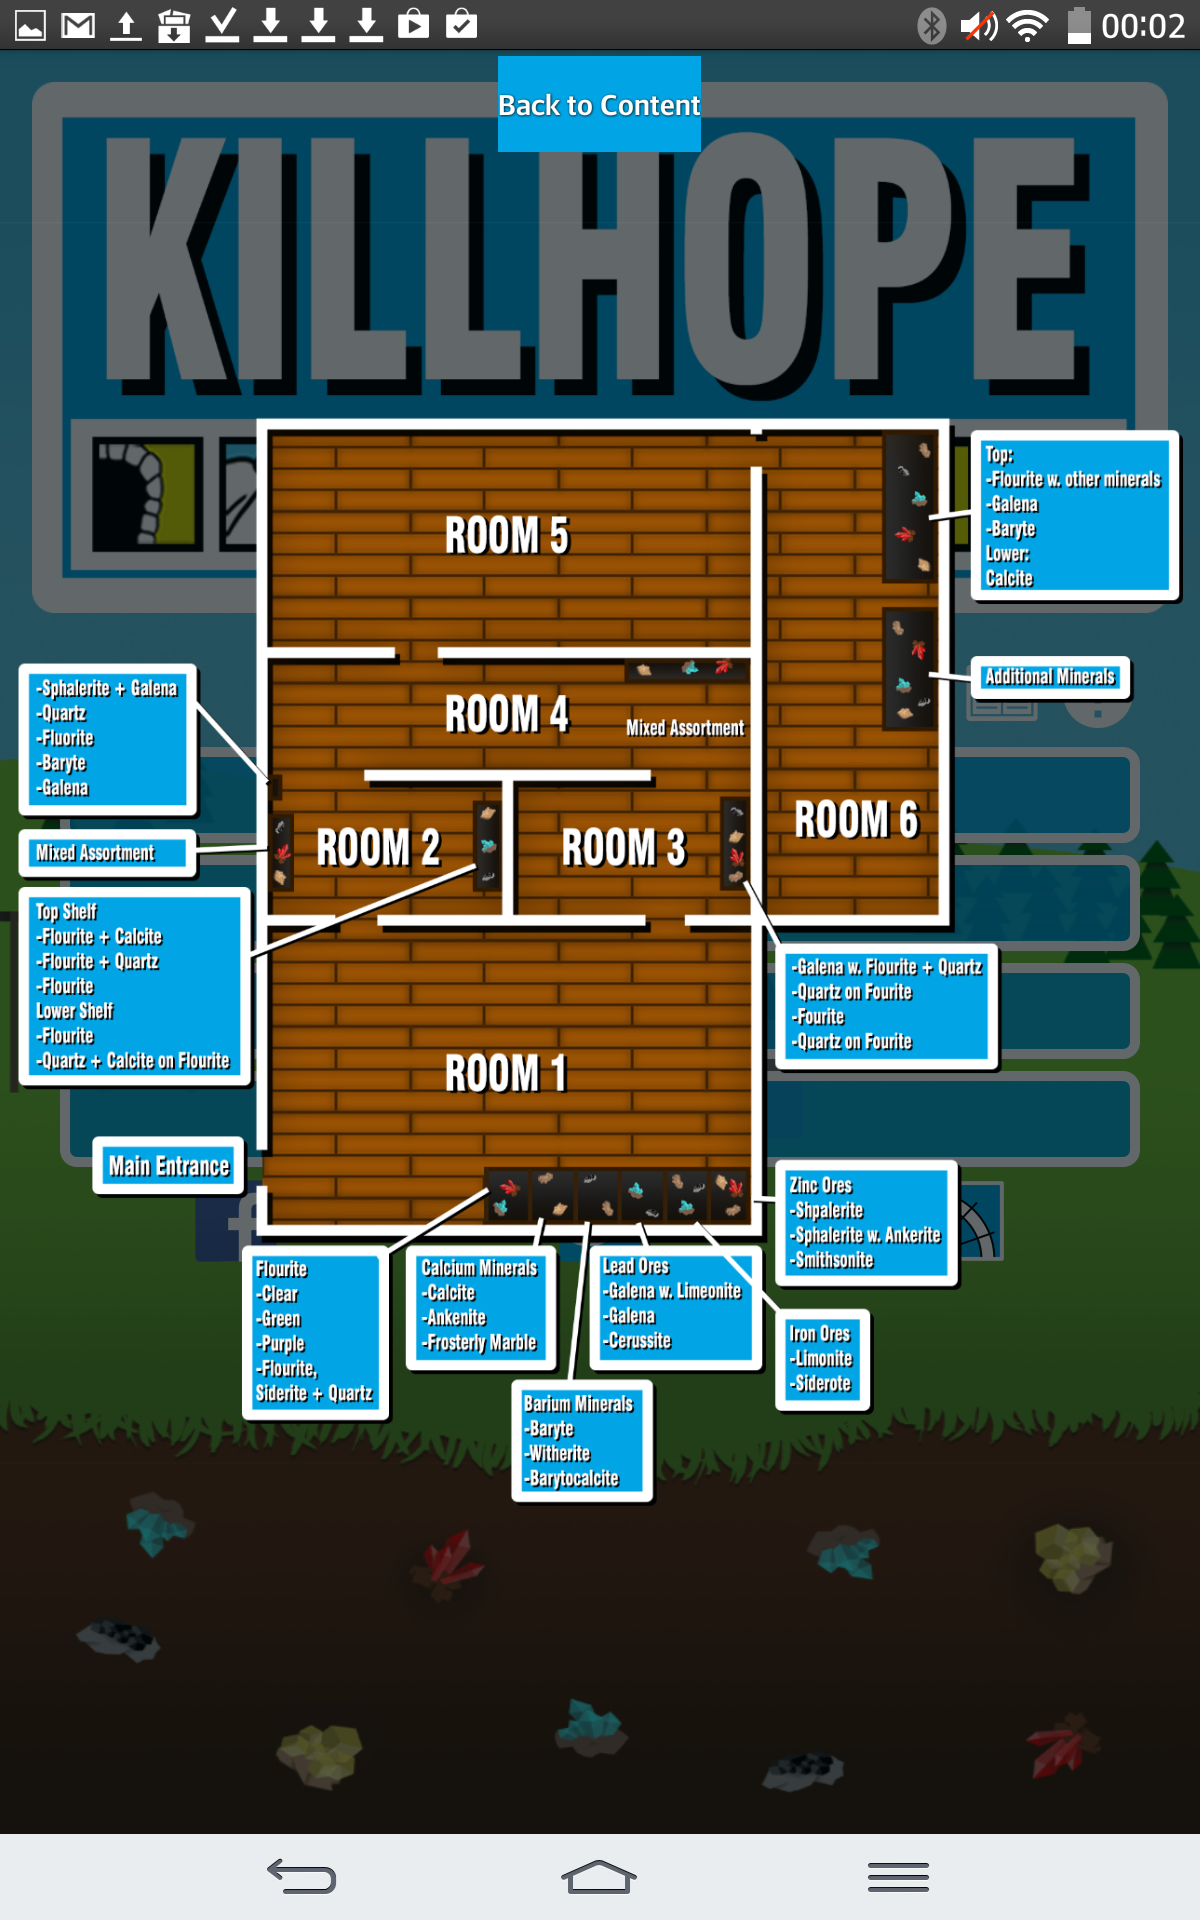 00:02
Back to Content
KILLHOPE
Top:
-Flourite w. other minerals
-Galena
-Baryte
Lower:
Calcite
ROOM 5
Additional Minerals
-Sphalerite + Galena
-Quartz
-Fluorite
-Baryte
-Galena
ROOM 4
Mixed Assortment
ROOM 2
ROOM 3
ROOM 6
Mixed Assortment
Top Shelf
-Flourite + Calcite
-Flourite + Quartz
-Flourite
Lower Shelf
-Flourite
-Quartz + Calcite on Flourite
-Galena w. Flourite + Quartz
-Quartz on Fourite
-Fourite
-Quartz on Fourite
ROOM 1
Main Entrance
Zinc Ores
-Shpalerite
-Sphalerite w. Ankerite
-Smithsonite
Flourite
-Clear
-Green
-Purple
-Flourite,
Siderite + Quartz
Calcium Minerals
-Calcite
-Ankenite
-Frosterly Marble
Lead Ores
-Galena w. Limeonite
-Galena
-Cerussite
Iron Ores
-Limonite
-Siderote
Barium Minerals
-Baryte
-Witherite
-Barytocalcite